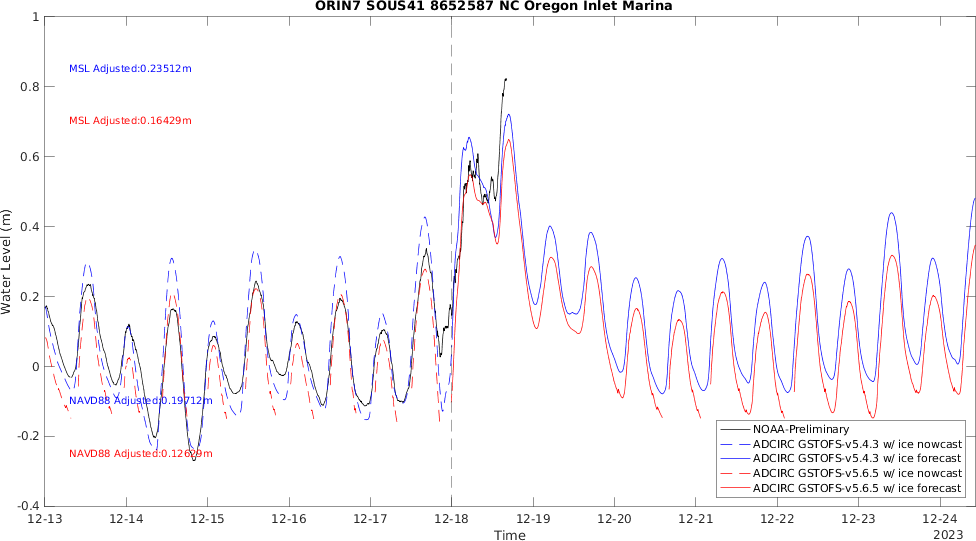 ORIN7 SOUS41 8652587 NC Oregon Inlet Marina
1
0.8
0.6
0.4
0.2
0
-0.2
-0.4
Water Level (m)
MSL Adjusted:0.23512m
MSL Adjusted:0.16429m
NAVD88 Adjusted:0.19712m
NAVD88 Adjusted:0.12629m
NOAA-Preliminary
ADCIRC GSTOFS-v5.4.3 w/ ice nowcast
ADCIRC GSTOFS-v5.4.3 w/ ice forecast
ADCIRC GSTOFS-v5.6.5 w/ ice nowcast
ADCIRC GSTOFS-v5.6.5 w/ ice forecast
12-13 12-14 12-15 12-16 12-17 12-18 12-19 12-20 12-21 12-22 12-23 12-24
Time
2023